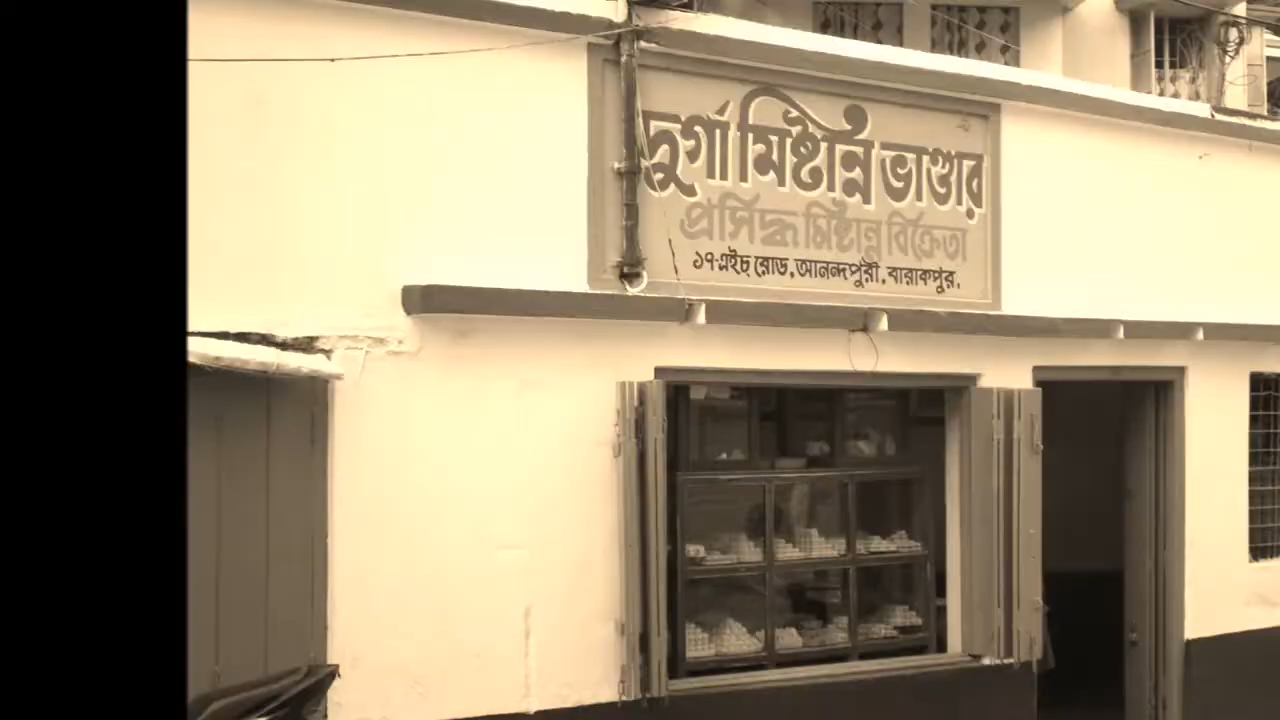 দুর্গা মিষ্টান্ন ভাণ্ডার
প্রসিদ্ধ মিষ্টান্ন বিক্রেতা
১৭-এইচ রোড, আনন্দপুরী, বারাকপুর,